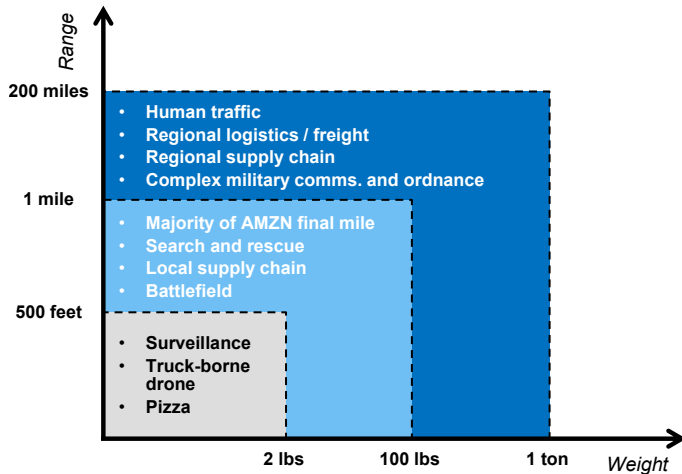 Range
200 miles
• Human traffic
• Regional logistics / freight
• Regional supply chain
• Complex military comms. and ordnance
1 mile
• Majority of AMZN final mile
• Search and rescue
• Local supply chain
• Battlefield
500 feet
• Surveillance
• Truck-borne
drone
• Pizza
2 lbs
100 lbs
1 ton
Weight